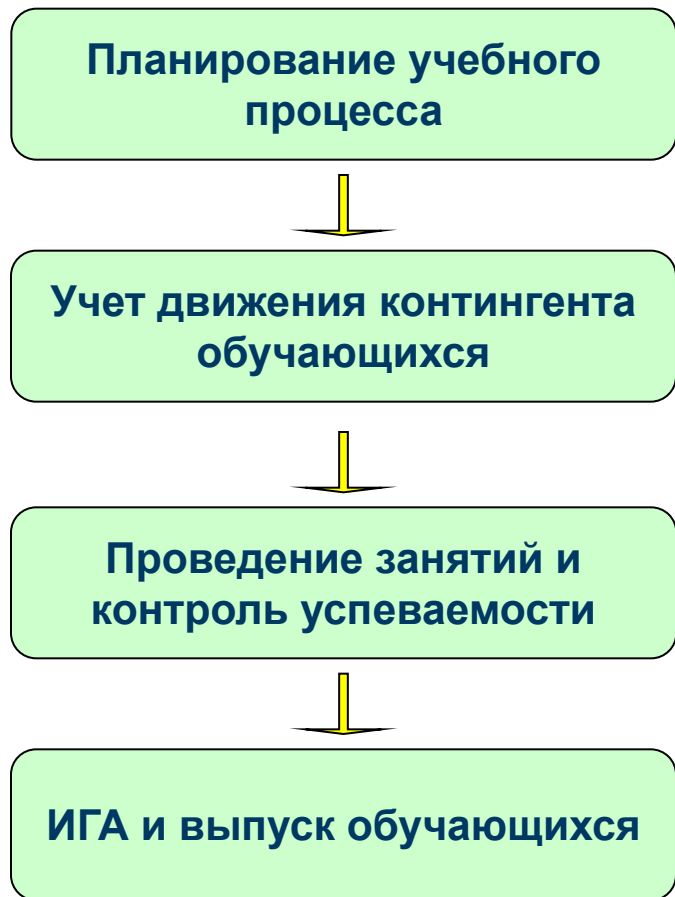 Планирование учебного
процесса
Учет движения контингента
обучающихся
Проведение занятий и
контроль успеваемости
ИГА и выпуск обучающихся